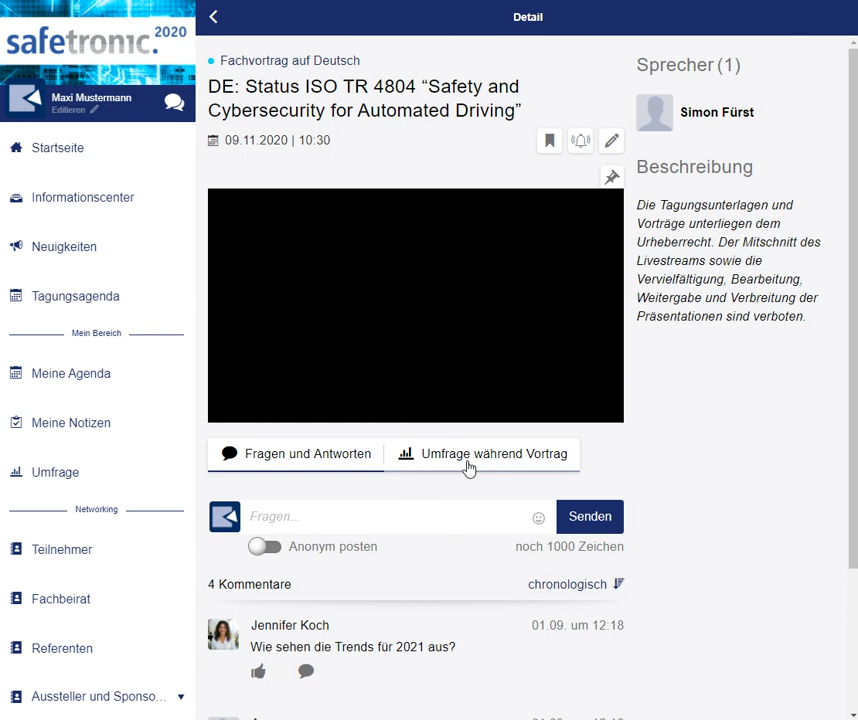 safetronic.2020
Maxi Mustermann
Editieren
Startseite
Informationscenter
Neuigkeiten
Tagungsagenda
Mein Bereich
Meine Agenda
Meine Notizen
Umfrage
Networking
Teilnehmer
Fachbeirat
Referenten
Aussteller und Sponso...
Detail
Fachvortrag auf Deutsch
DE: Status ISO TR 4804 “Safety and
Cybersecurity for Automated Driving”
09.11.2020 | 10:30
Fragen und Antworten
Umfrage während Vortrag
Fragen...
Senden
Anonym posten
noch 1000 Zeichen
4 Kommentare
chronologisch
Jennifer Koch
01.09. um 12:18
Wie sehen die Trends für 2021 aus?
Sprecher (1)
Simon Fürst
Beschreibung
Die Tagungsunterlagen und
Vorträge unterliegen dem
Urheberrecht. Der Mitschnitt des
Livestreams sowie die
Vervielfältigung, Bearbeitung,
Weitergabe und Verbreitung der
Präsentationen sind verboten.